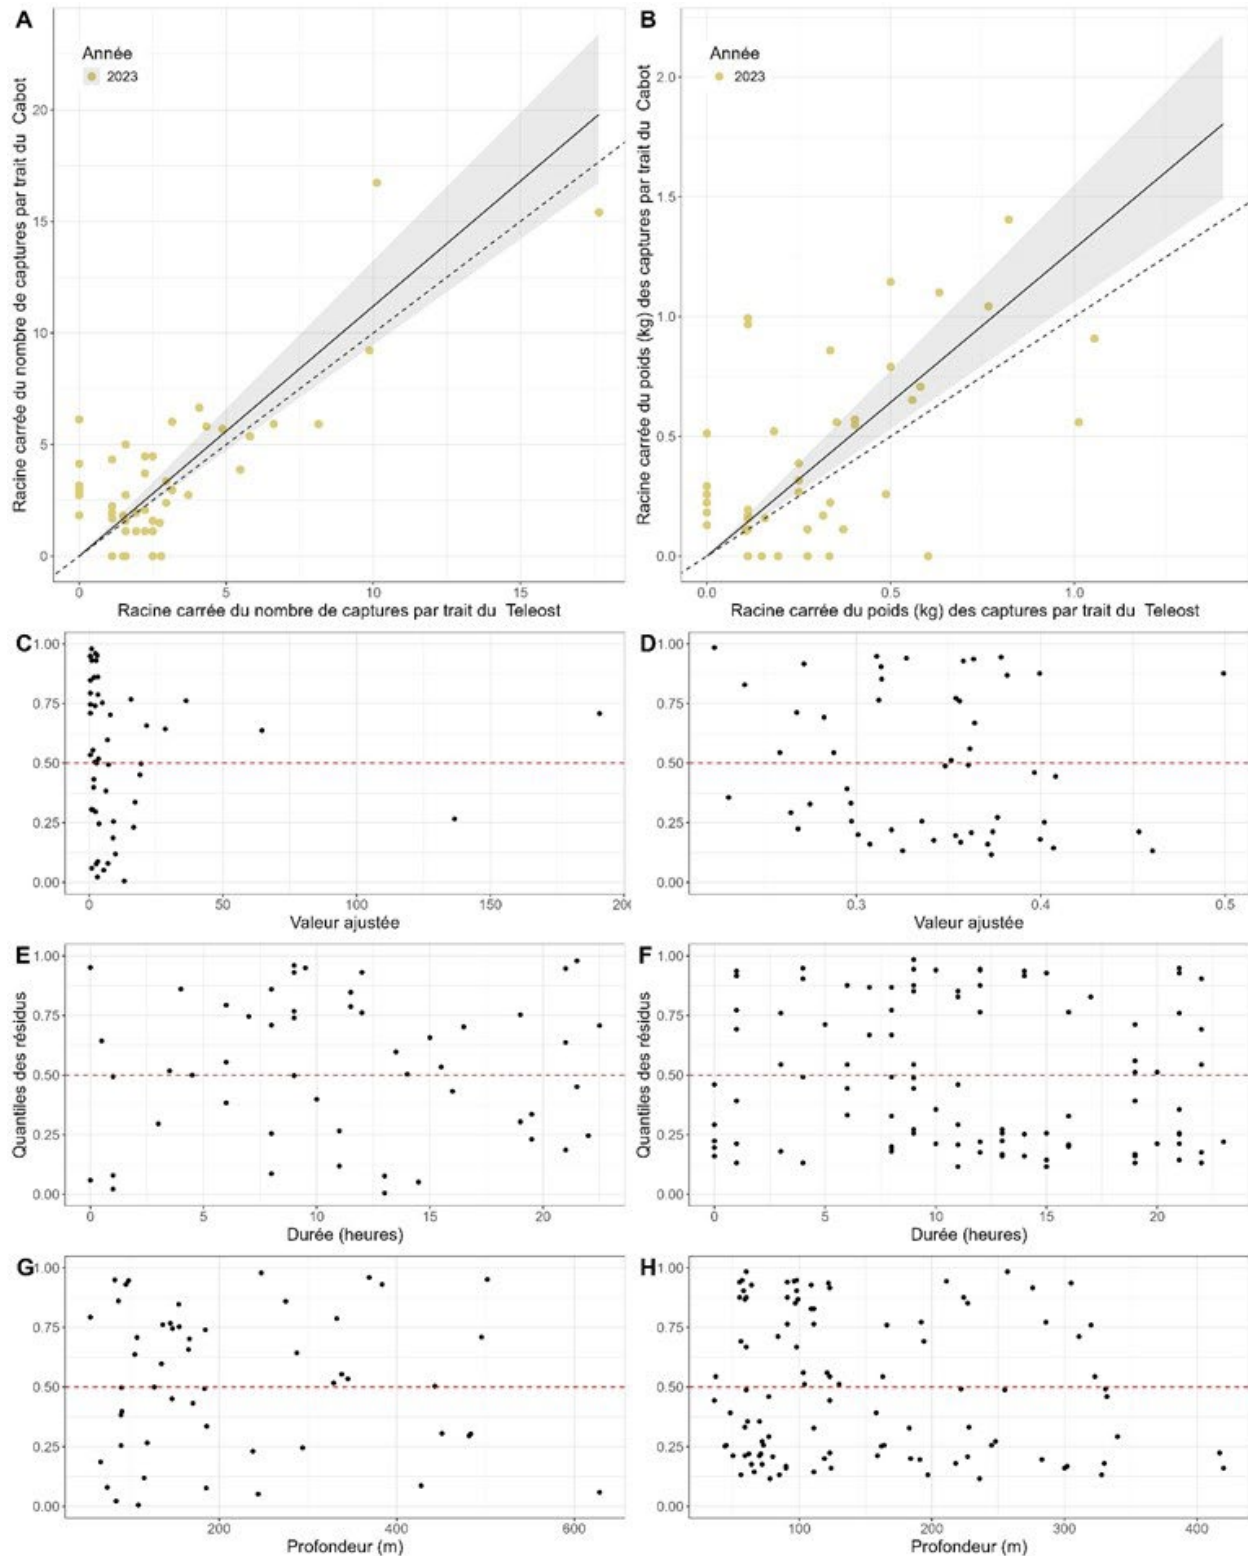 A
Année
2023
Racine carrée du nombre de captures par trait du Cabot
20
15
10
5
0
0 5 10 15
Racine carrée du nombre de captures par trait du Teleost
B
Année
2023
Racine carrée du poids (kg) des captures par trait du Cabot
2.0
1.5
1.0
0.5
0.0
0.0 0.5 1.0
Racine carrée du poids (kg) des captures par trait du Teleost
C
1.00
0.75
0.50
0.25
0.00
0 50 100 150 200
Valeur ajustée
D
1.00
0.75
0.50
0.25
0.00
0.3 0.4 0.5
Valeur ajustée
E
Quantiles des résidus
1.00
0.75
0.50
0.25
0.00
0 5 10 15 20
Durée (heures)
F
Quantiles des résidus
1.00
0.75
0.50
0.25
0.00
0 5 10 15 20
Durée (heures)
G
1.00
0.75
0.50
0.25
0.00
200 400 600
Profondeur (m)
H
1.00
0.75
0.50
0.25
0.00
100 200 300 400
Profondeur (m)